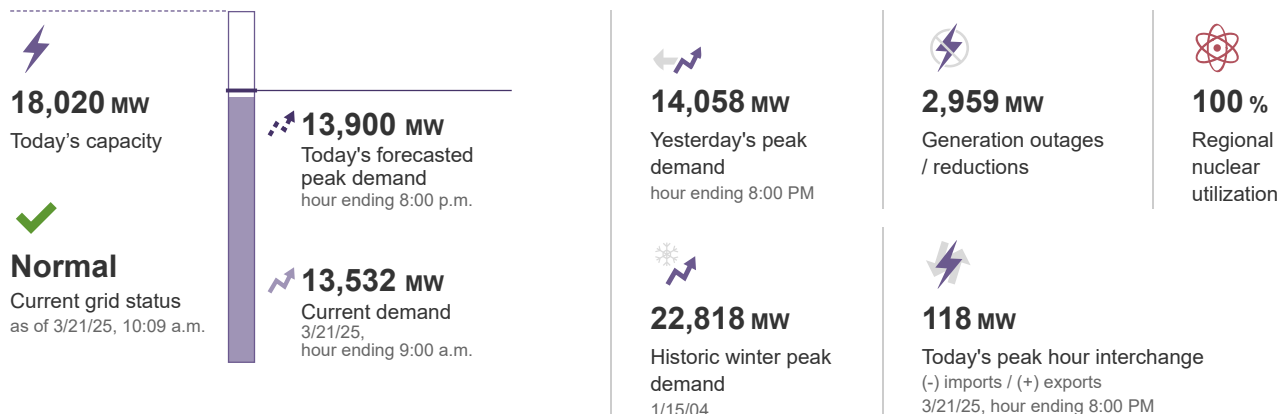 18,020 MW
Today's capacity
Normal
Current grid status
as of 3/21/25, 10:09 a.m.
13,900 MW
Today's forecasted
peak demand
hour ending 8:00 p.m.
13,532 MW
Current demand
3/21/25,
hour ending 9:00 a.m.
14,058 MW
Yesterday's peak
demand
hour ending 8:00 PM
2,959 MW
Generation outages
/ reductions
100 %
Regional
nuclear
utilization
22,818 MW
Historic winter peak
demand
1/15/04
118 MW
Today's peak hour interchange
(-) imports / (+) exports
3/21/25, hour ending 8:00 PM